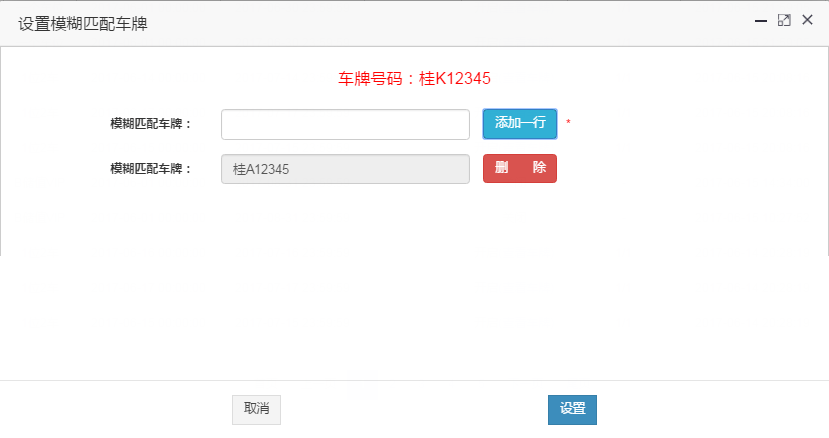 设置模糊匹配车牌
车牌号码：桂K12345
模糊匹配车牌： 添加一行 *
模糊匹配车牌： 桂A12345 删 除
取消 设置